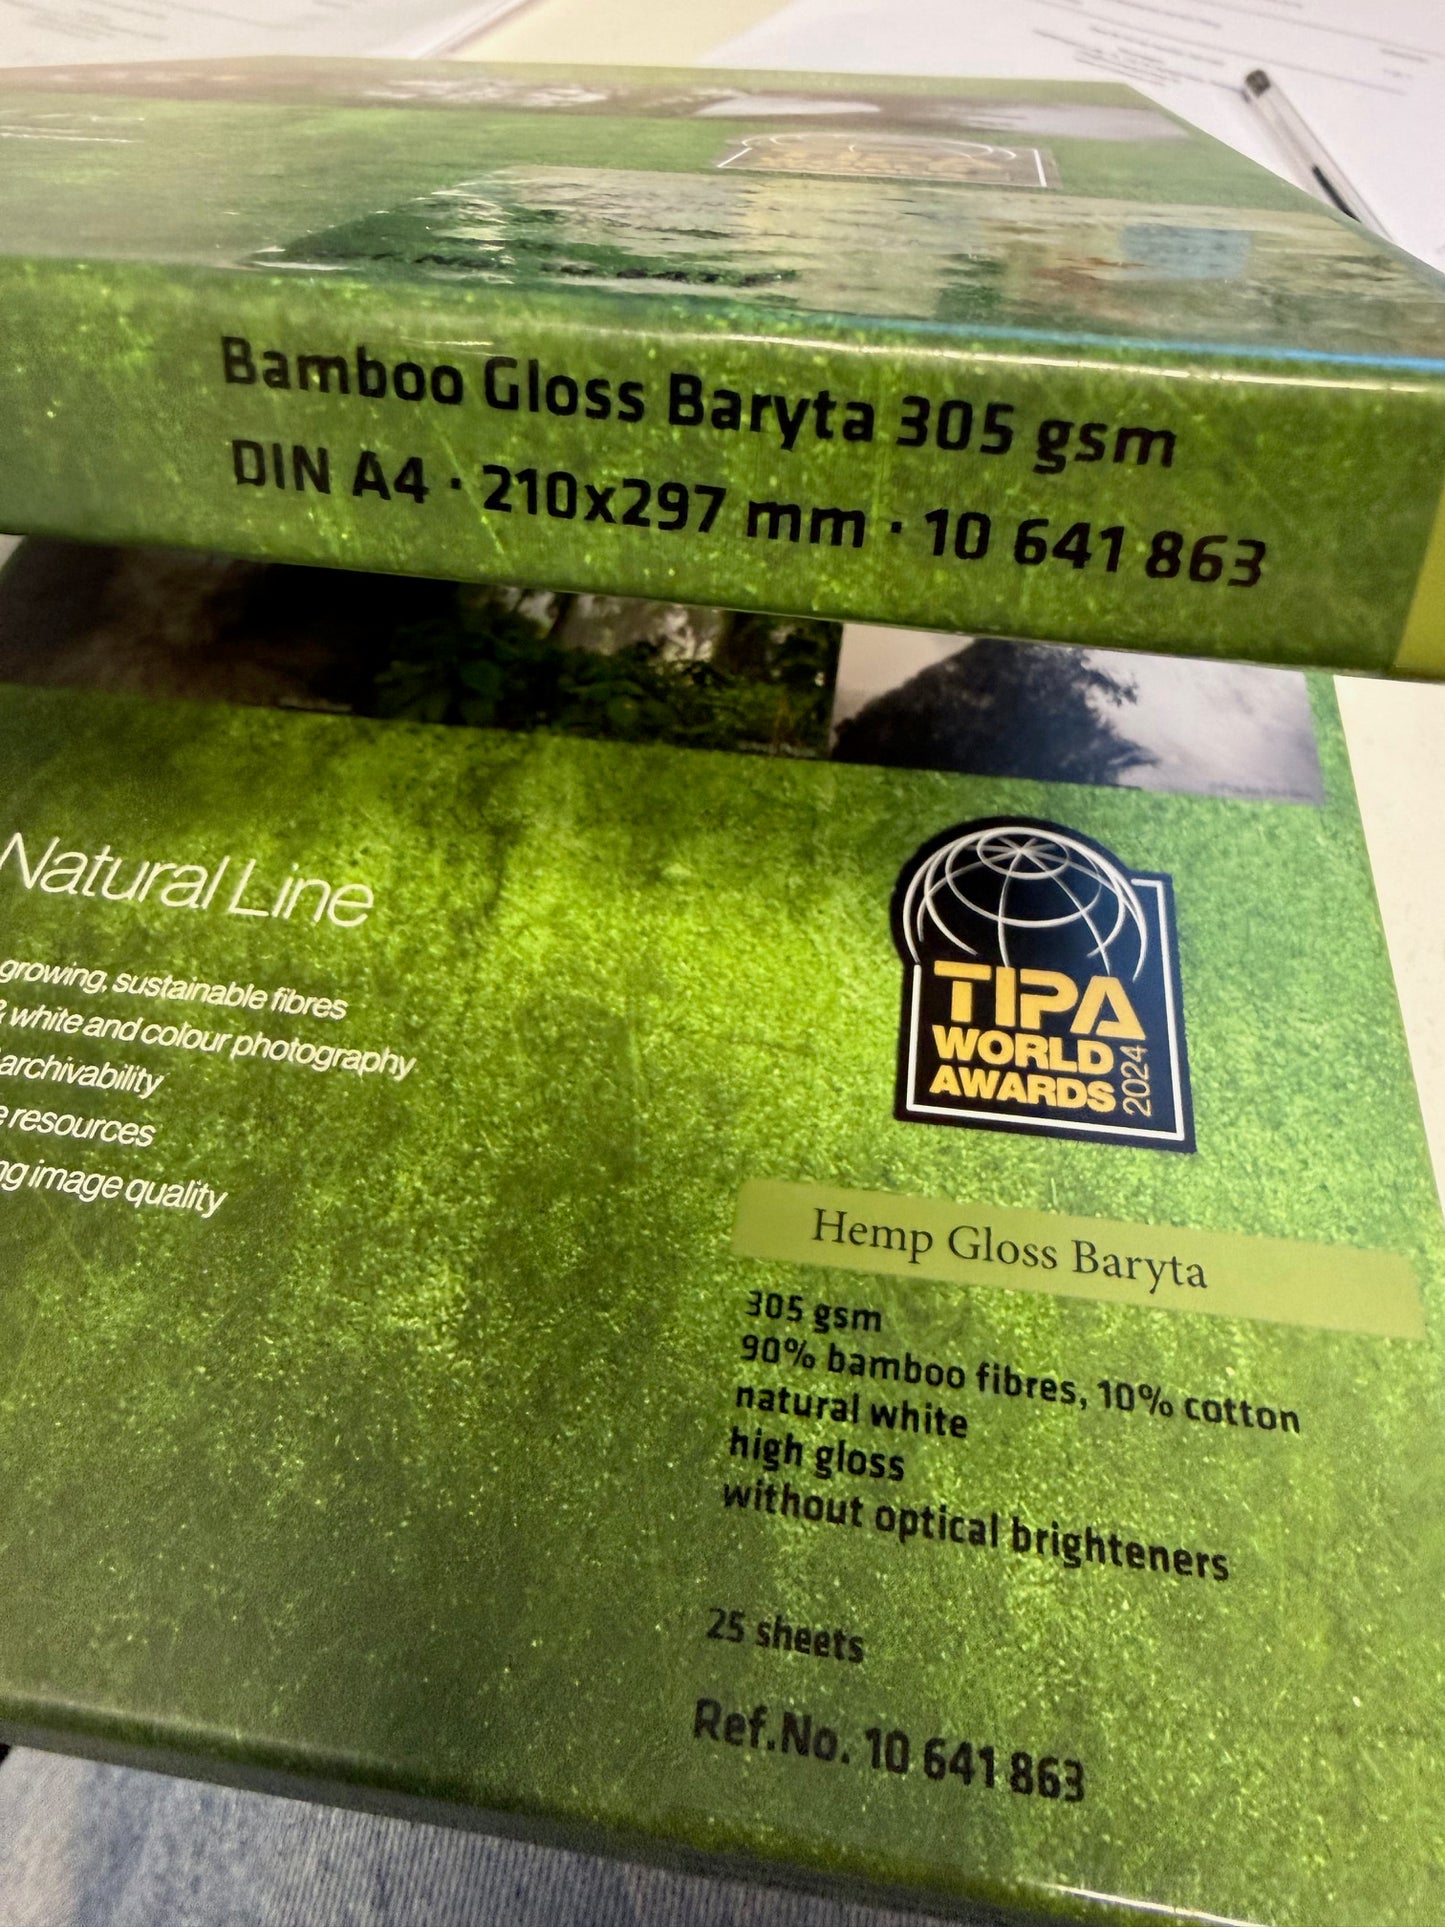 Bamboo Gloss Baryta 305 gsm
DIN A4 · 210x297 mm · 10 641 863
Natural Line
growing, sustainable fibres
& white and colour photography
archivability
resources
image quality
TIPA
WORLD
AWARDS 2024
Hemp Gloss Baryta
305 gsm
90% bamboo fibres, 10% cotton
natural white
high gloss
without optical brighteners
25 sheets
Ref.No. 10 641 863